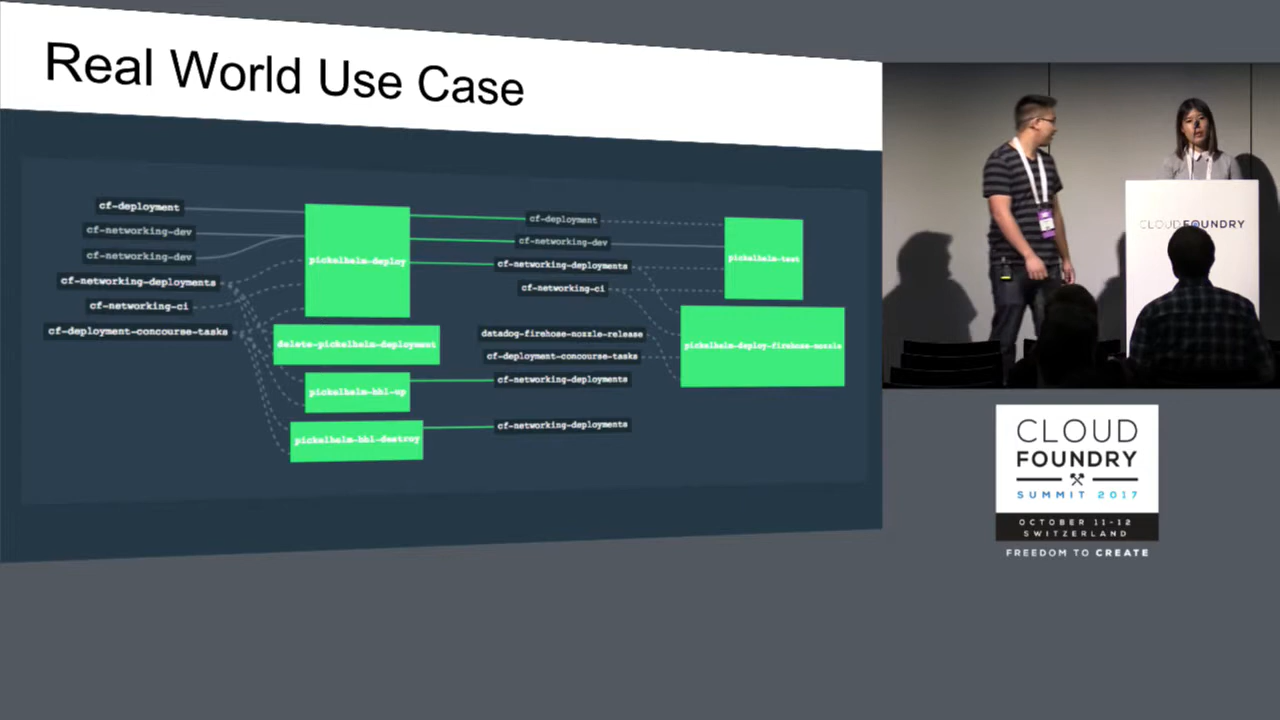 Real World Use Case
cf-deployment
cf-networking-dev
cf-networking-dev
cf-networking-deployments
cf-networking-ci
cf-deployment-concourse-tasks
pickelhelm-deploy
delete-pickelhelm-deployment
pickelhelm-bbl-up
pickelhelm-bbl-destroy
cf-deployment
cf-networking-dev
cf-networking-deployments
cf-networking-ci
datadog-firehose-nozzle-release
cf-deployment-concourse-tasks
cf-networking-deployments
cf-networking-deployments
pickelhelm-test
pickelhelm-deploy-firehose-nozzle
CLOUD FOUNDRY
CLOUD
FOUNDRY
SUMMIT 2017
OCTOBER 11-12
SWITZERLAND
FREEDOM TO CREATE